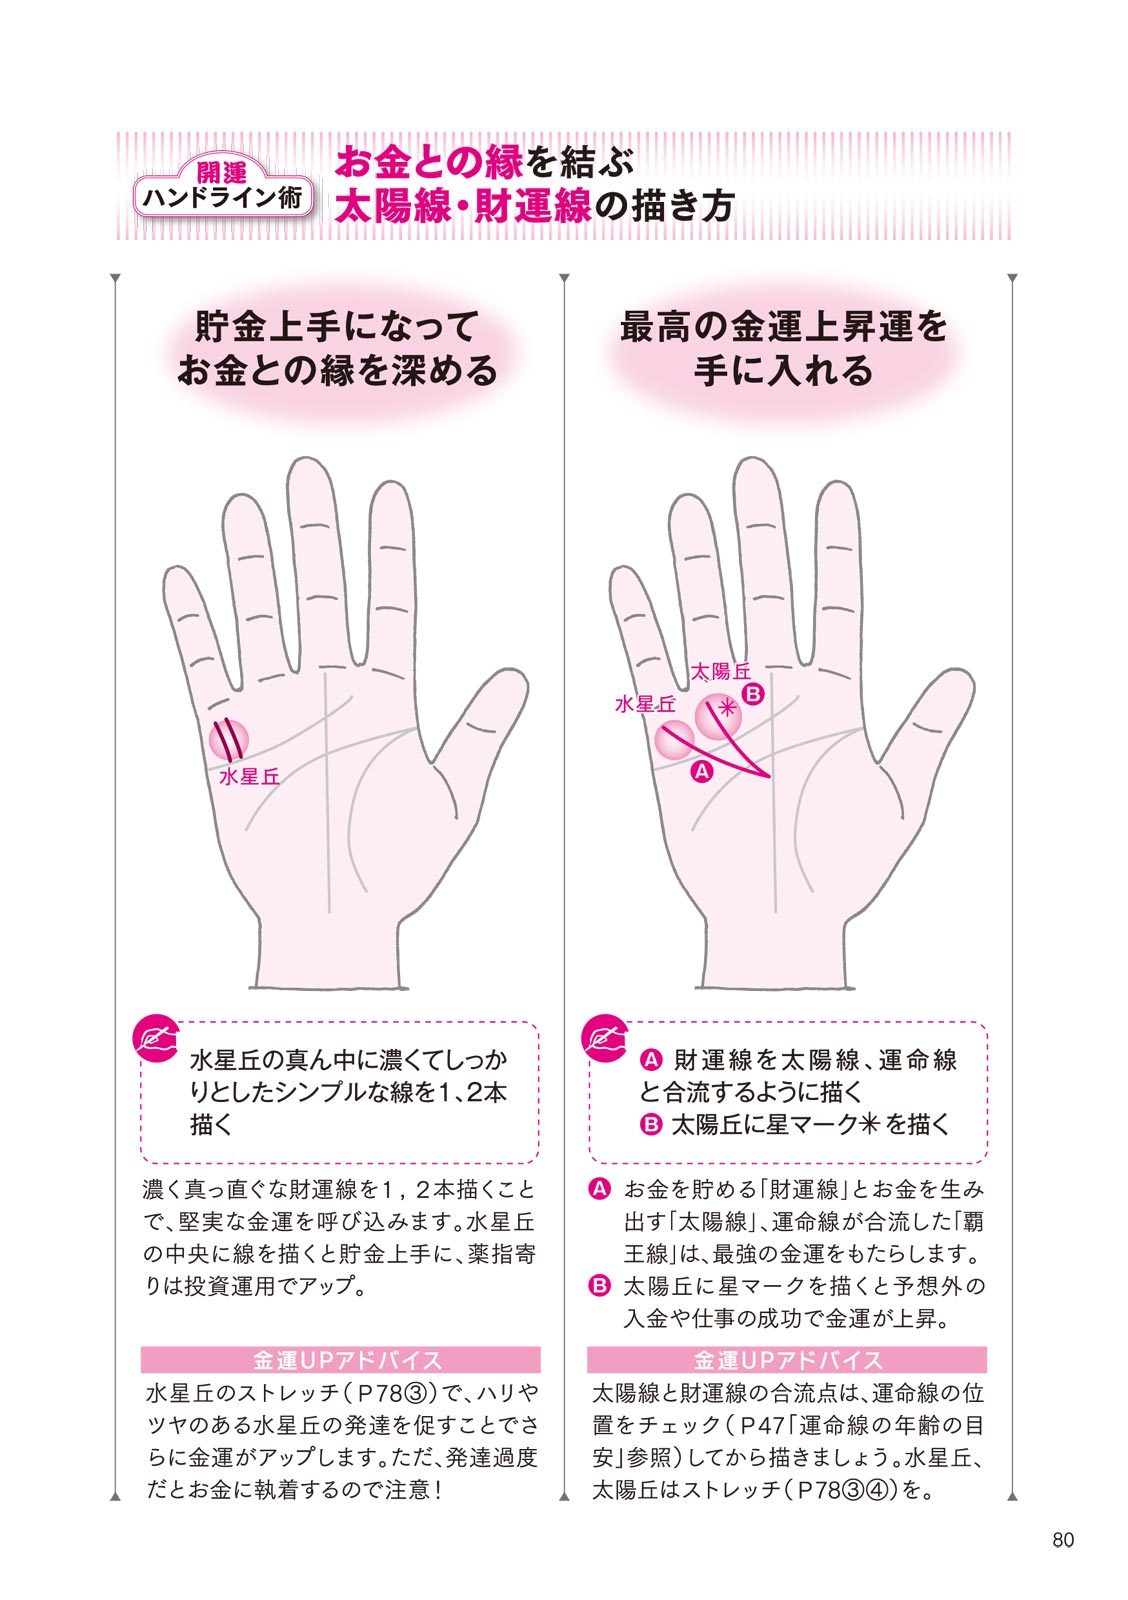 開運
ハンドライン術
お金との縁を結ぶ
太陽線・財運線の描き方
貯金上手になって
お金との縁を深める
水星丘
水星丘の真ん中に濃くてしっか
りとしたシンプルな線を1、2本
描く
濃く真っ直ぐな財運線を1，2本描くこと
で、堅実な金運を呼び込みます。水星丘
の中央に線を描くと貯金上手に、薬指寄
りは投資運用でアップ。
金運UPアドバイス
水星丘のストレッチ（P78③）で、ハリや
ツヤのある水星丘の発達を促すことでさ
らに金運がアップします。ただ、発達過度
だとお金に執着するので注意！
最高の金運上昇運を
手に入れる
太陽丘
B
水星丘
A
A 財運線を太陽線、運命線
と合流するように描く
B 太陽丘に星マーク＊を描く
A お金を貯める「財運線」とお金を生み
出す「太陽線」、運命線が合流した「覇
王線」は、最強の金運をもたらします。
B 太陽丘に星マークを描くと予想外の
入金や仕事の成功で金運が上昇。
金運UPアドバイス
太陽線と財運線の合流点は、運命線の位
置をチェック（P47「運命線の年齢の目
安」参照）してから描きましょう。水星丘、
太陽丘はストレッチ（P78③④）を。
80